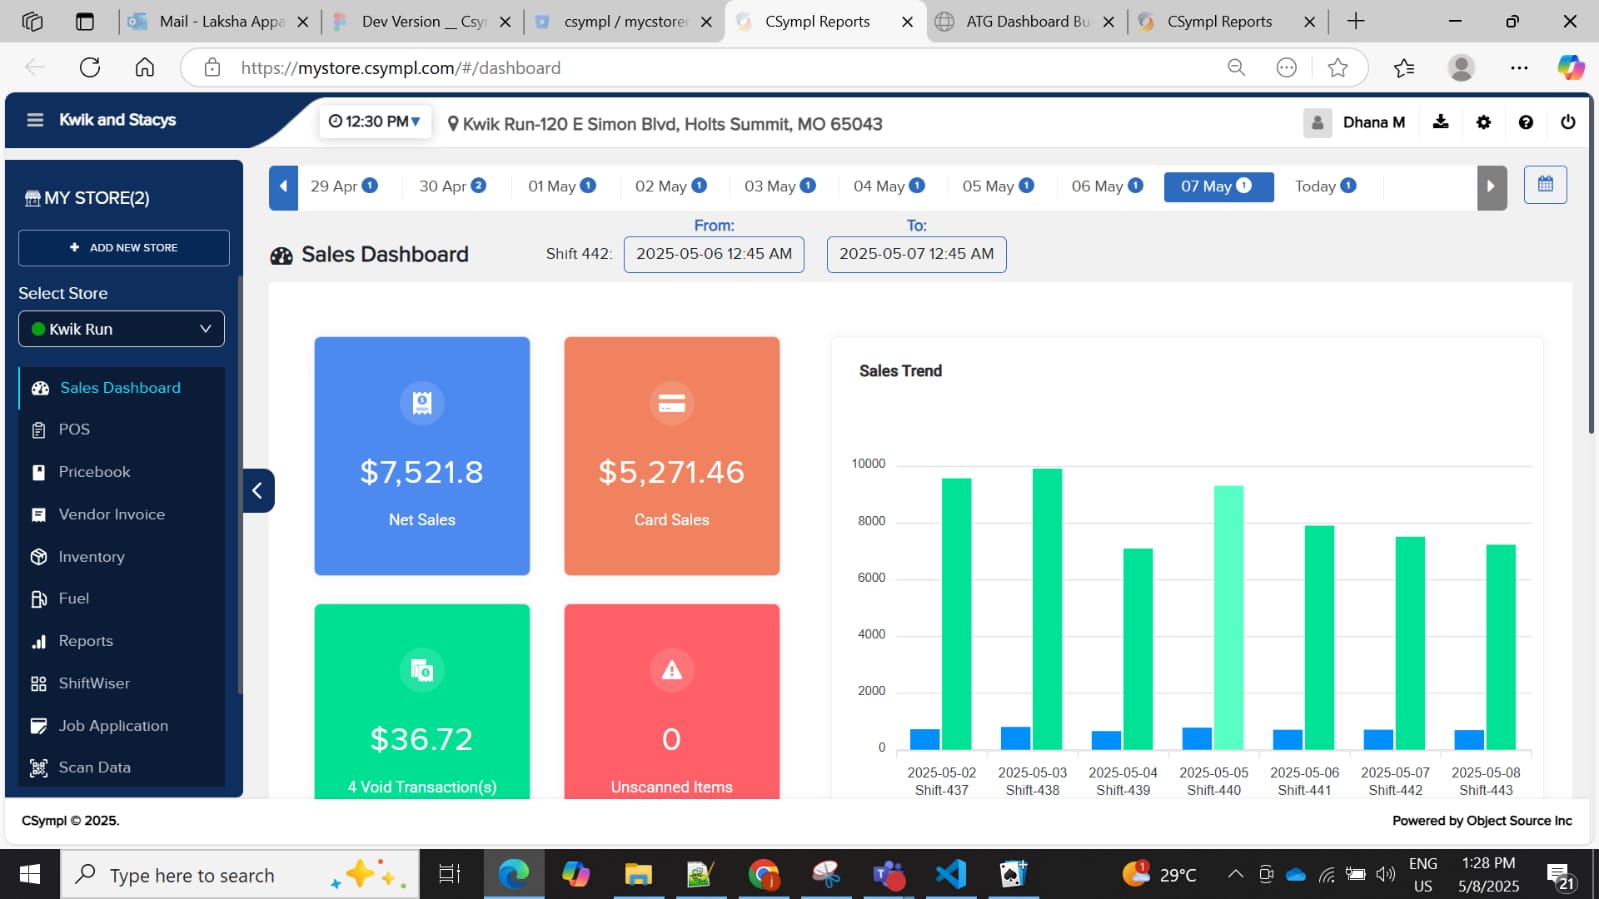 Mail - Laksha Appa
Dev Version __ Csy
csympl / mycstorer
CSympl Reports
ATG Dashboard Bu
CSympl Reports
https://mystore.csympl.com/#/dashboard
Kwik and Stacys
12:30 PM
Kwik Run-120 E Simon Blvd, Holts Summit, MO 65043
Dhana M
MY STORE(2)
+ ADD NEW STORE
Select Store
Kwik Run
Sales Dashboard
POS
Pricebook
Vendor Invoice
Inventory
Fuel
Reports
ShiftWiser
Job Application
Scan Data
29 Apr 1
30 Apr 2
01 May 1
02 May 1
03 May 1
04 May 1
05 May 1
06 May 1
07 May 1
Today 1
From:
To:
Sales Dashboard
Shift 442:
2025-05-06 12:45 AM
2025-05-07 12:45 AM
$7,521.8
Net Sales
$5,271.46
Card Sales
$36.72
4 Void Transaction(s)
0
Unscanned Items
Sales Trend
10000
8000
6000
4000
2000
0
2025-05-02
Shift-437
2025-05-03
Shift-438
2025-05-04
Shift-439
2025-05-05
Shift-440
2025-05-06
Shift-441
2025-05-07
Shift-442
2025-05-08
Shift-443
CSympl © 2025.
Powered by Object Source Inc
Type here to search
1
29°C
ENG
US
1:28 PM
5/8/2025
21